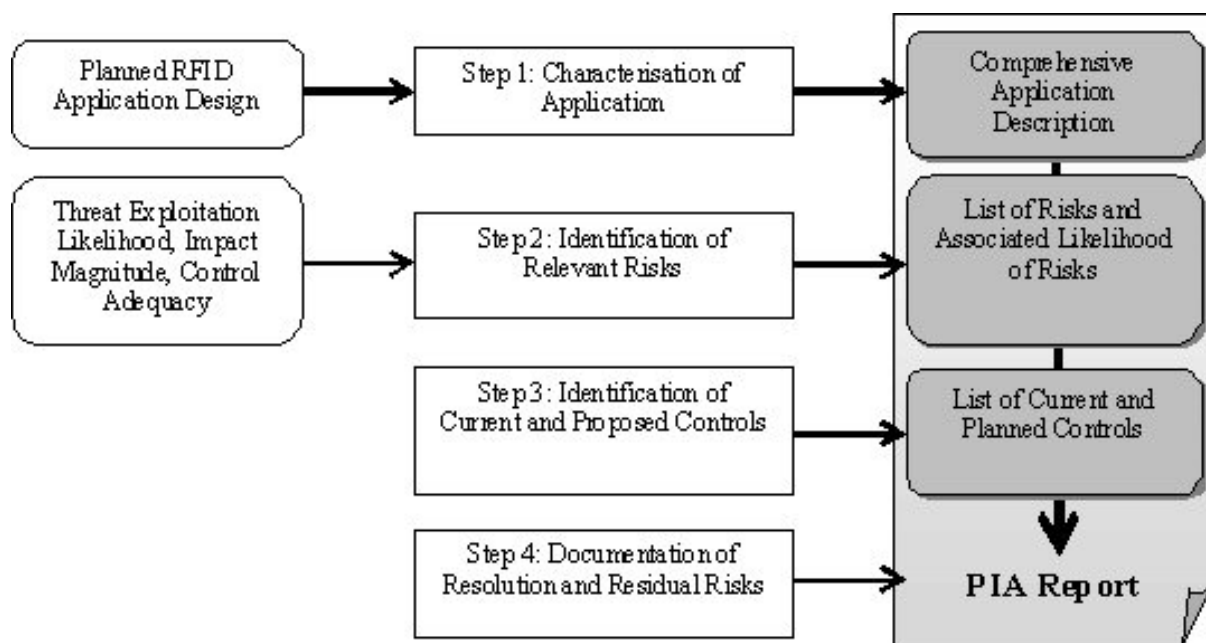 Planned RFID
Application Design
Step 1: Characterisation of
Application
Comprehensive
Application
Description
Threat Exploitation
Likelihood, Impact
Magnitude, Control
Adequacy
Step 2: Identification of
Relevant Risks
List of Risks and
Associated Likelihood
of Risks
Step 3: Identification of
Current and Proposed Controls
List of Current and
Planned Controls
Step 4: Documentation of
Resolution and Residual Risks
PIA Report